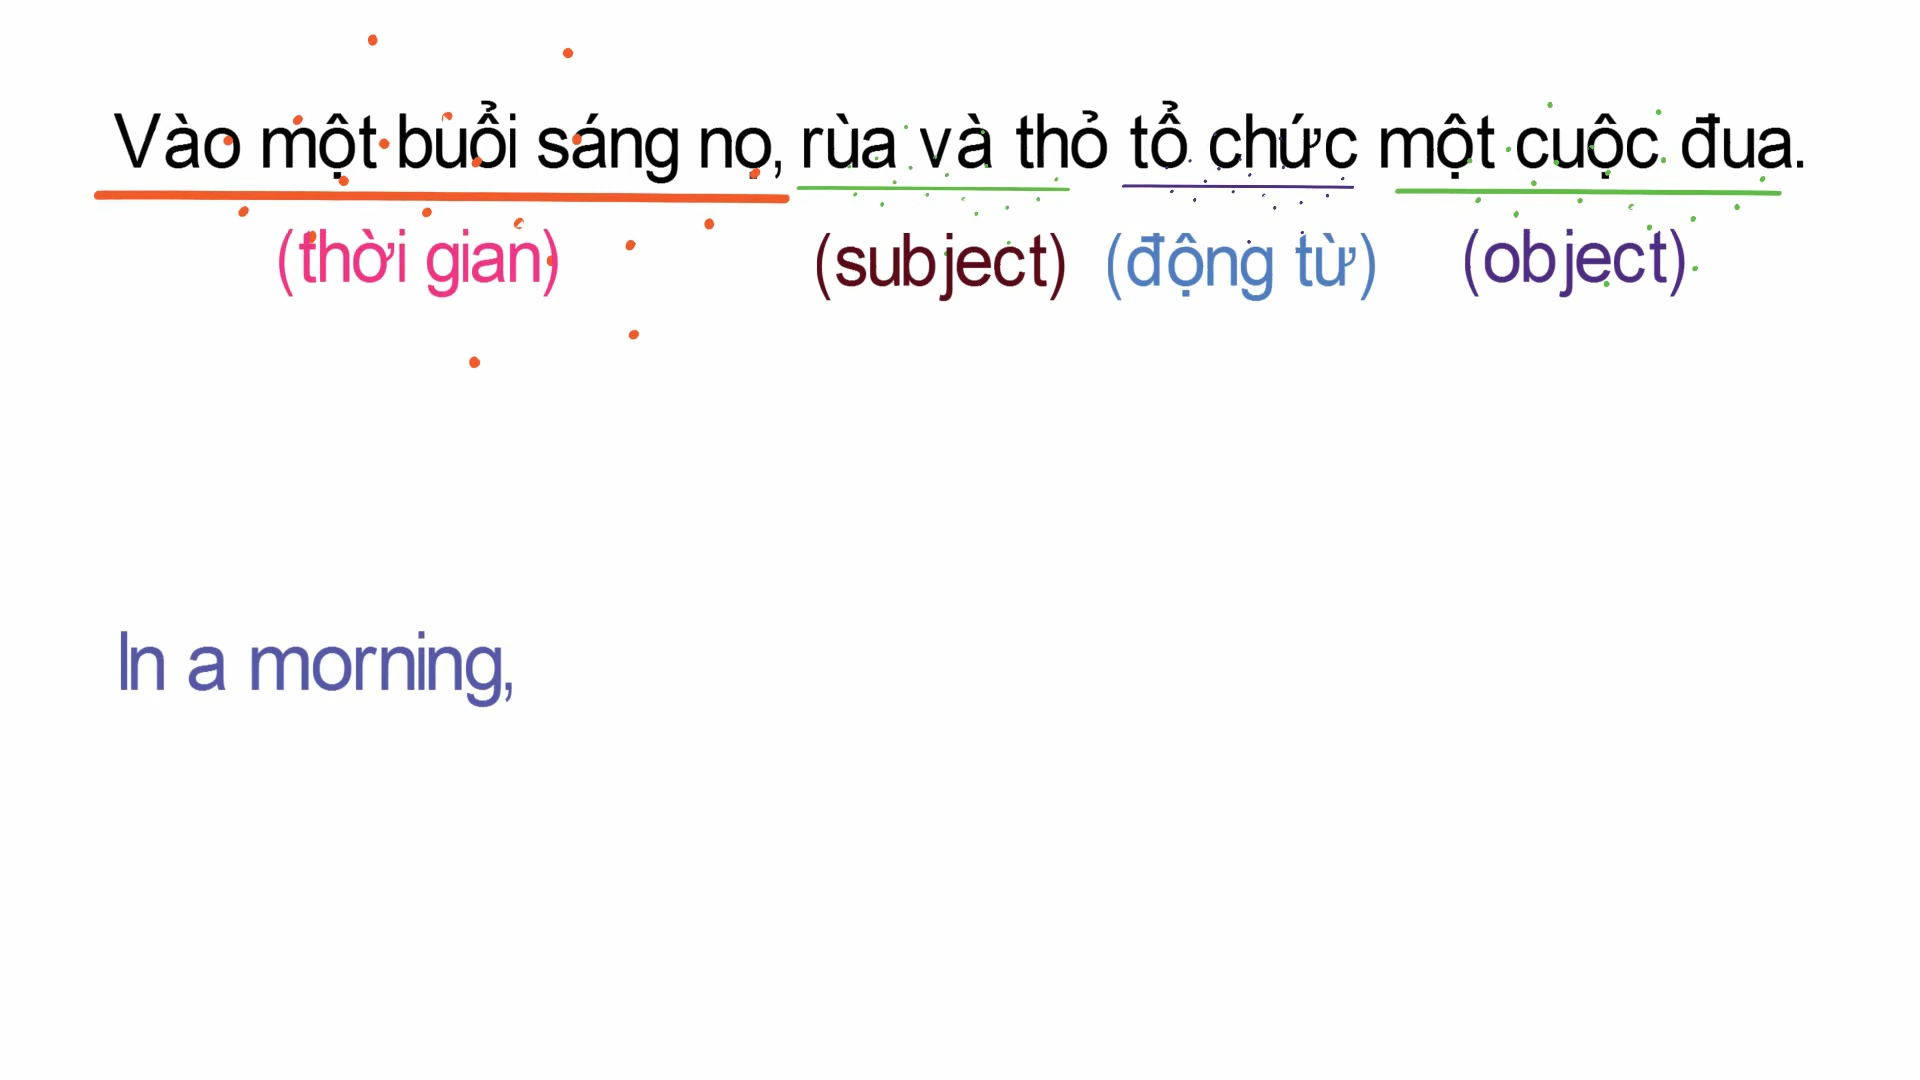 Vào một buổi sáng nọ, rùa và thỏ tổ chức một cuộc đua.
(thời gian) (subject) (động từ) (object)
In a morning,